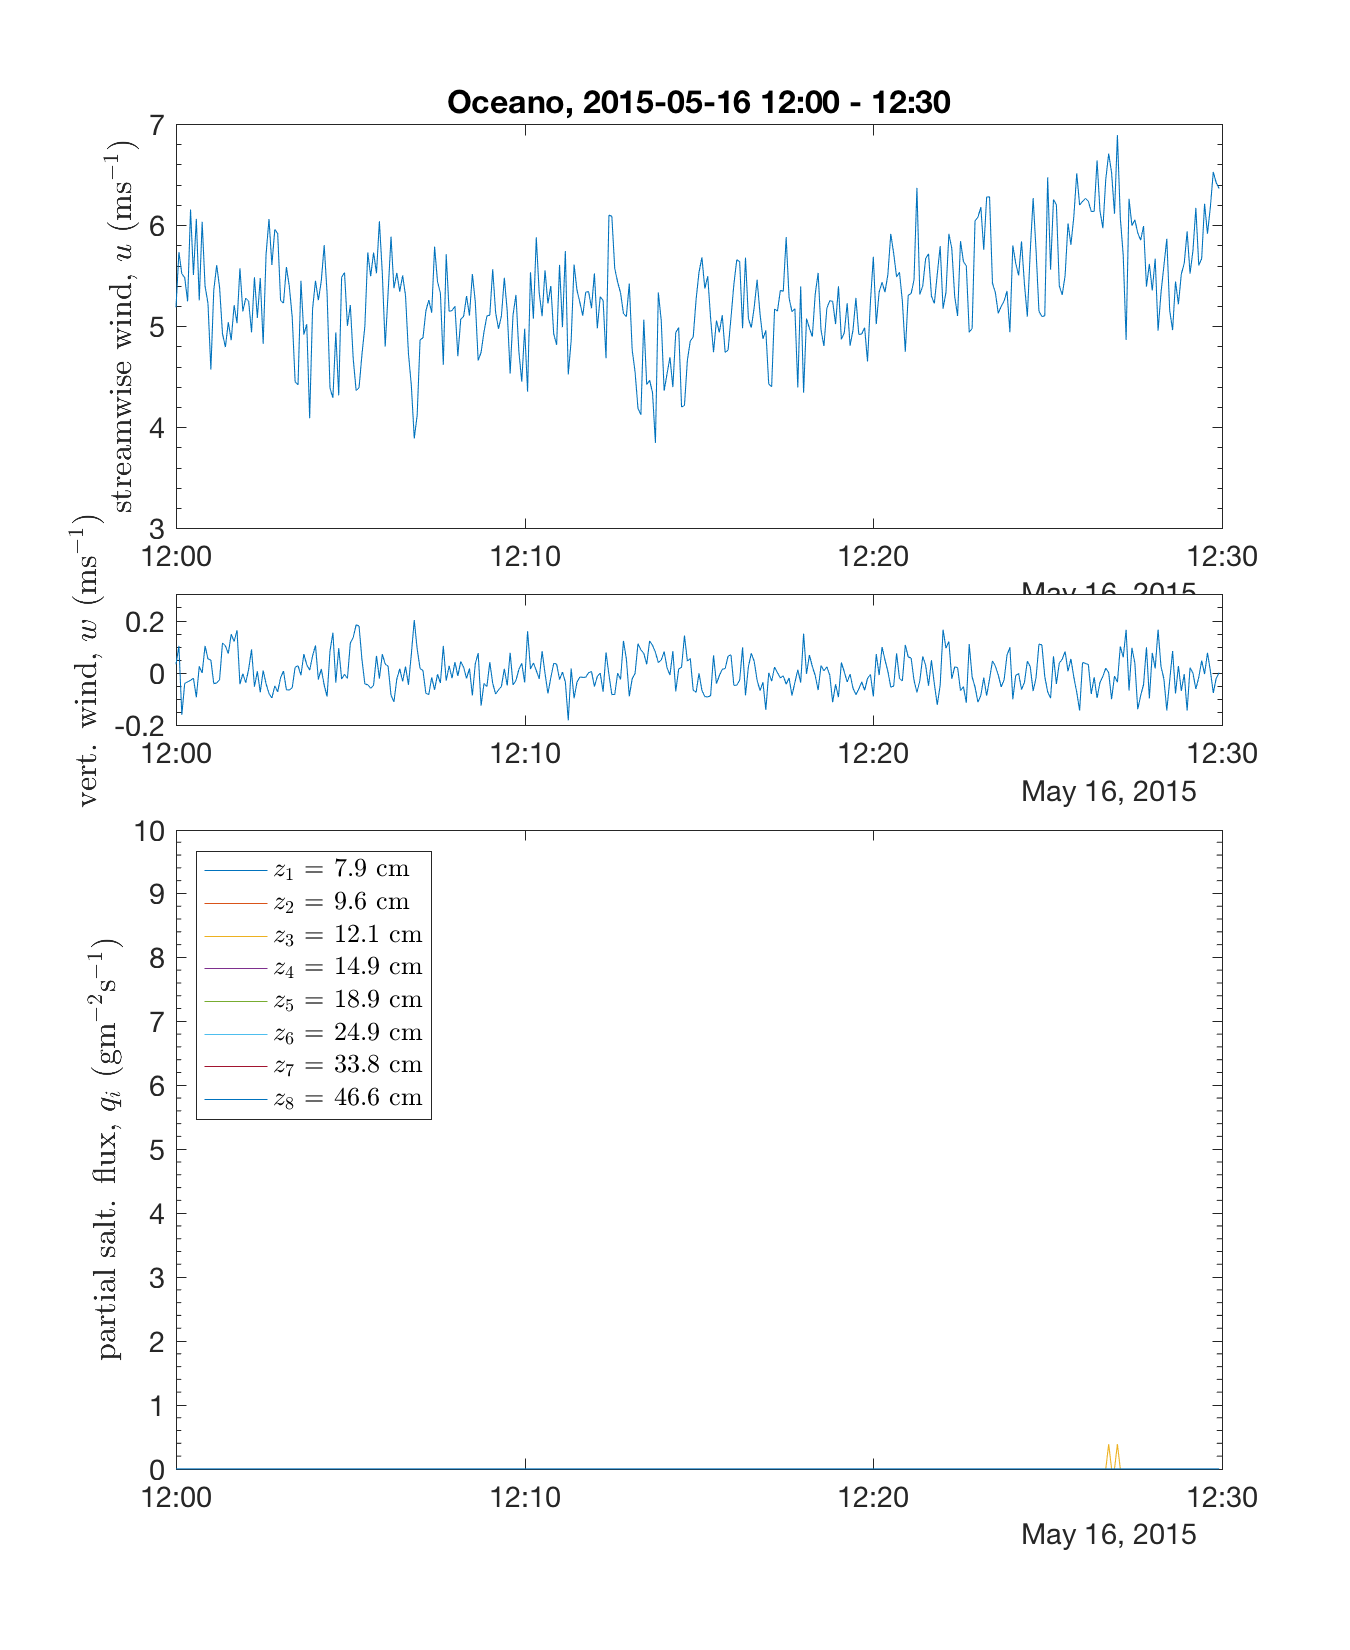 Oceano, 2015-05-16 12:00 - 12:30
streamwise wind, u (ms⁻¹)
7
6
5
4
3
12:00 12:10 12:20 12:30
May 16, 2015
vert. wind, w (ms⁻¹)
0.2
0
-0.2
12:00 12:10 12:20 12:30
May 16, 2015
partial salt. flux, qᵢ (gm⁻²s⁻¹)
10
9
8
7
6
5
4
3
2
1
0
z₁ = 7.9 cm
z₂ = 9.6 cm
z₃ = 12.1 cm
z₄ = 14.9 cm
z₅ = 18.9 cm
z₆ = 24.9 cm
z₇ = 33.8 cm
z₈ = 46.6 cm
12:00 12:10 12:20 12:30
May 16, 2015